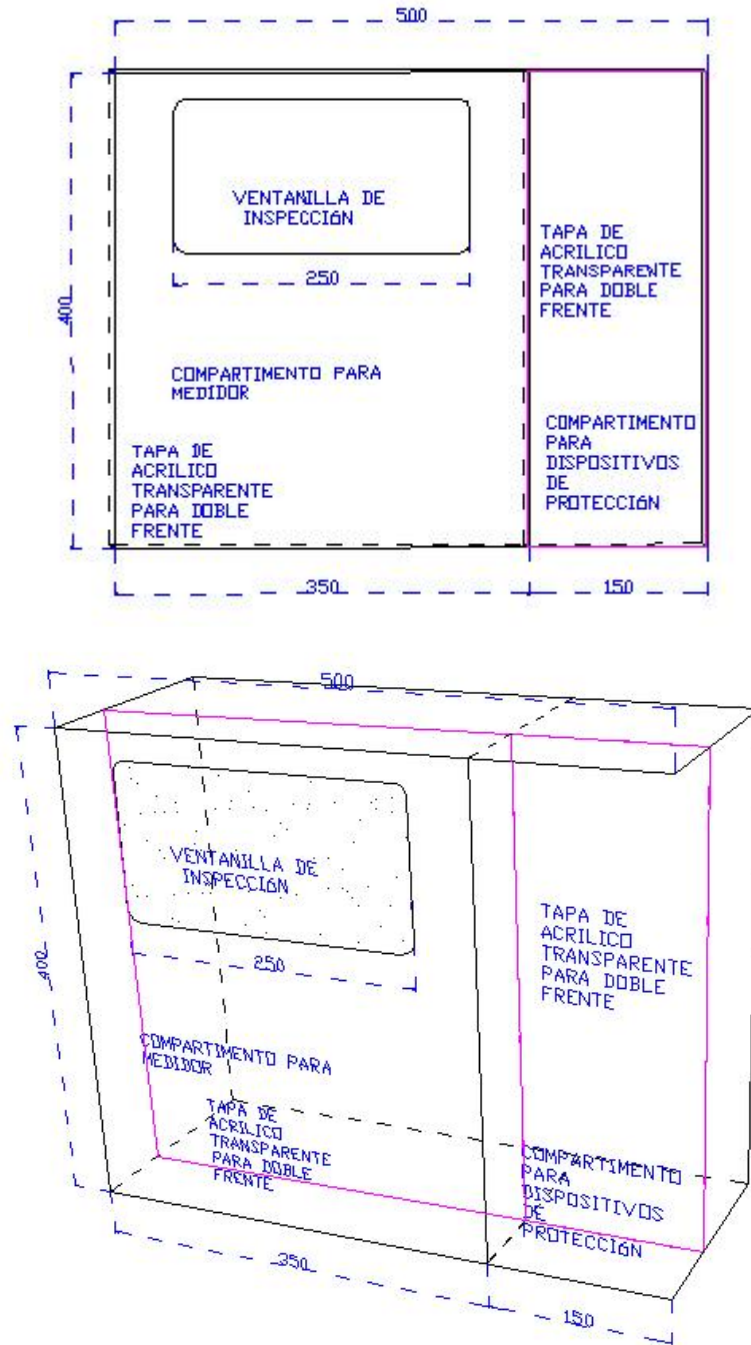 500
VENTANILLA DE
INSPECCIÓN
TAPA DE
ACRILICO
TRANSPARENTE
PARA DOBLE
FRENTE
250
400
COMPARTIMENTO PARA
MEDIDOR
TAPA DE
ACRILICO
TRANSPARENTE
PARA DOBLE
FRENTE
COMPARTIMENTO
PARA
DISPOSITIVOS
DE
PROTECCIÓN
350
150
500
VENTANILLA DE
INSPECCIÓN
TAPA DE
ACRILICO
TRANSPARENTE
PARA DOBLE
FRENTE
400
250
COMPARTIMENTO PARA
MEDIDOR
TAPA DE
ACRILICO
TRANSPARENTE
PARA DOBLE
FRENTE
COMPARTIMENTO
PARA
DISPOSITIVOS
DE
PROTECCIÓN
350
150